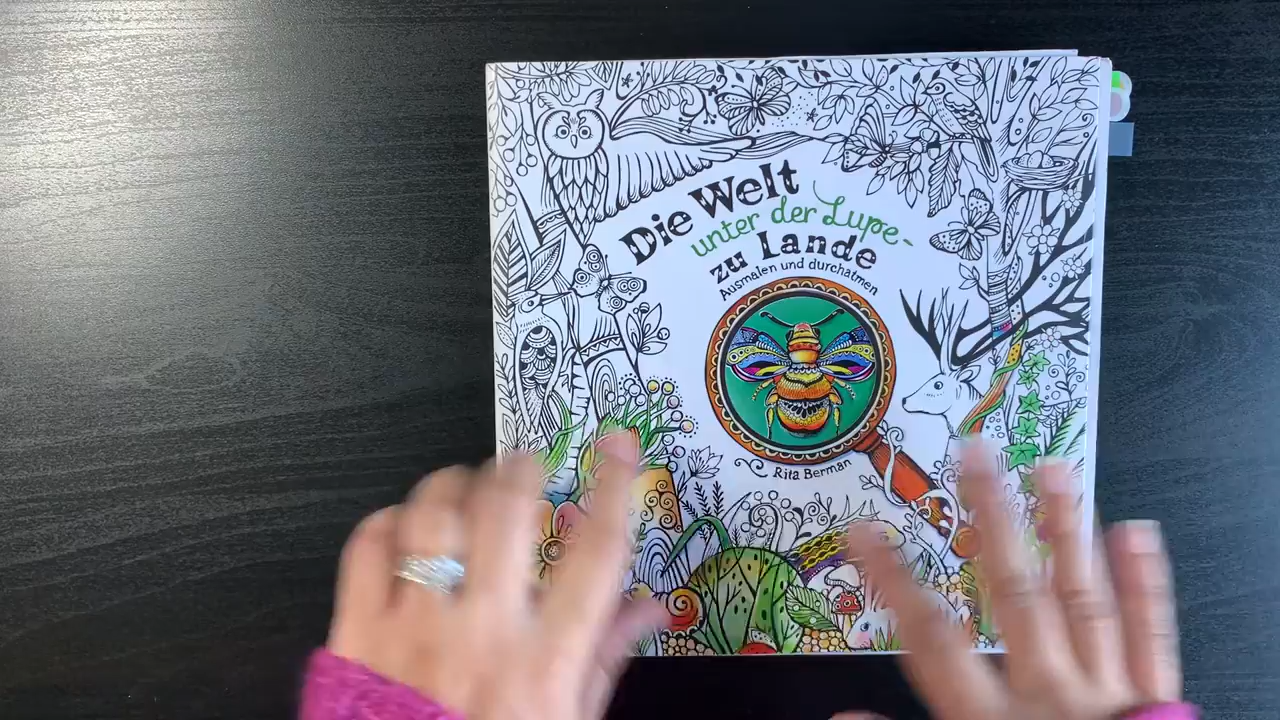 Die Welt
unter der Lupe-
zu Lande
Ausmalen und durchatmen
Rita Berman